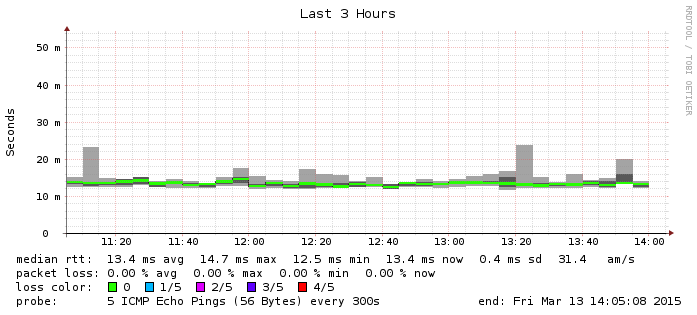 Last 3 Hours
RRDTOOL / TOBI OETIKER
Seconds
50 m
40 m
30 m
20 m
10 m
0
11:20 11:40 12:00 12:20 12:40 13:00 13:20 13:40 14:00
median rtt: 13.4 ms avg 14.7 ms max 12.5 ms min 13.4 ms now 0.4 ms sd 31.4 am/s
packet loss: 0.00 % avg 0.00 % max 0.00 % min 0.00 % now
loss color: 0 1/5 2/5 3/5 4/5
probe: 5 ICMP Echo Pings (56 Bytes) every 300s end: Fri Mar 13 14:05:08 2015